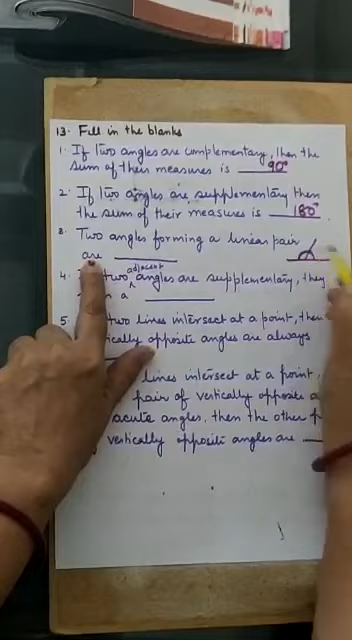 13. Fill in the blanks
1. If two angles are complementary, then the
sum of their measures is 90°
2. If two angles are supplementary then
the sum of their measures is 180°.
3. Two angles forming a linear pair
are
4. two adjacent angles are supplementary, they
a
5. two lines intersect at a point, then
opposite angles are always
lines intersect at a point,
pair of vertically opposite
acute angles, then the other
vertically opposite angles are